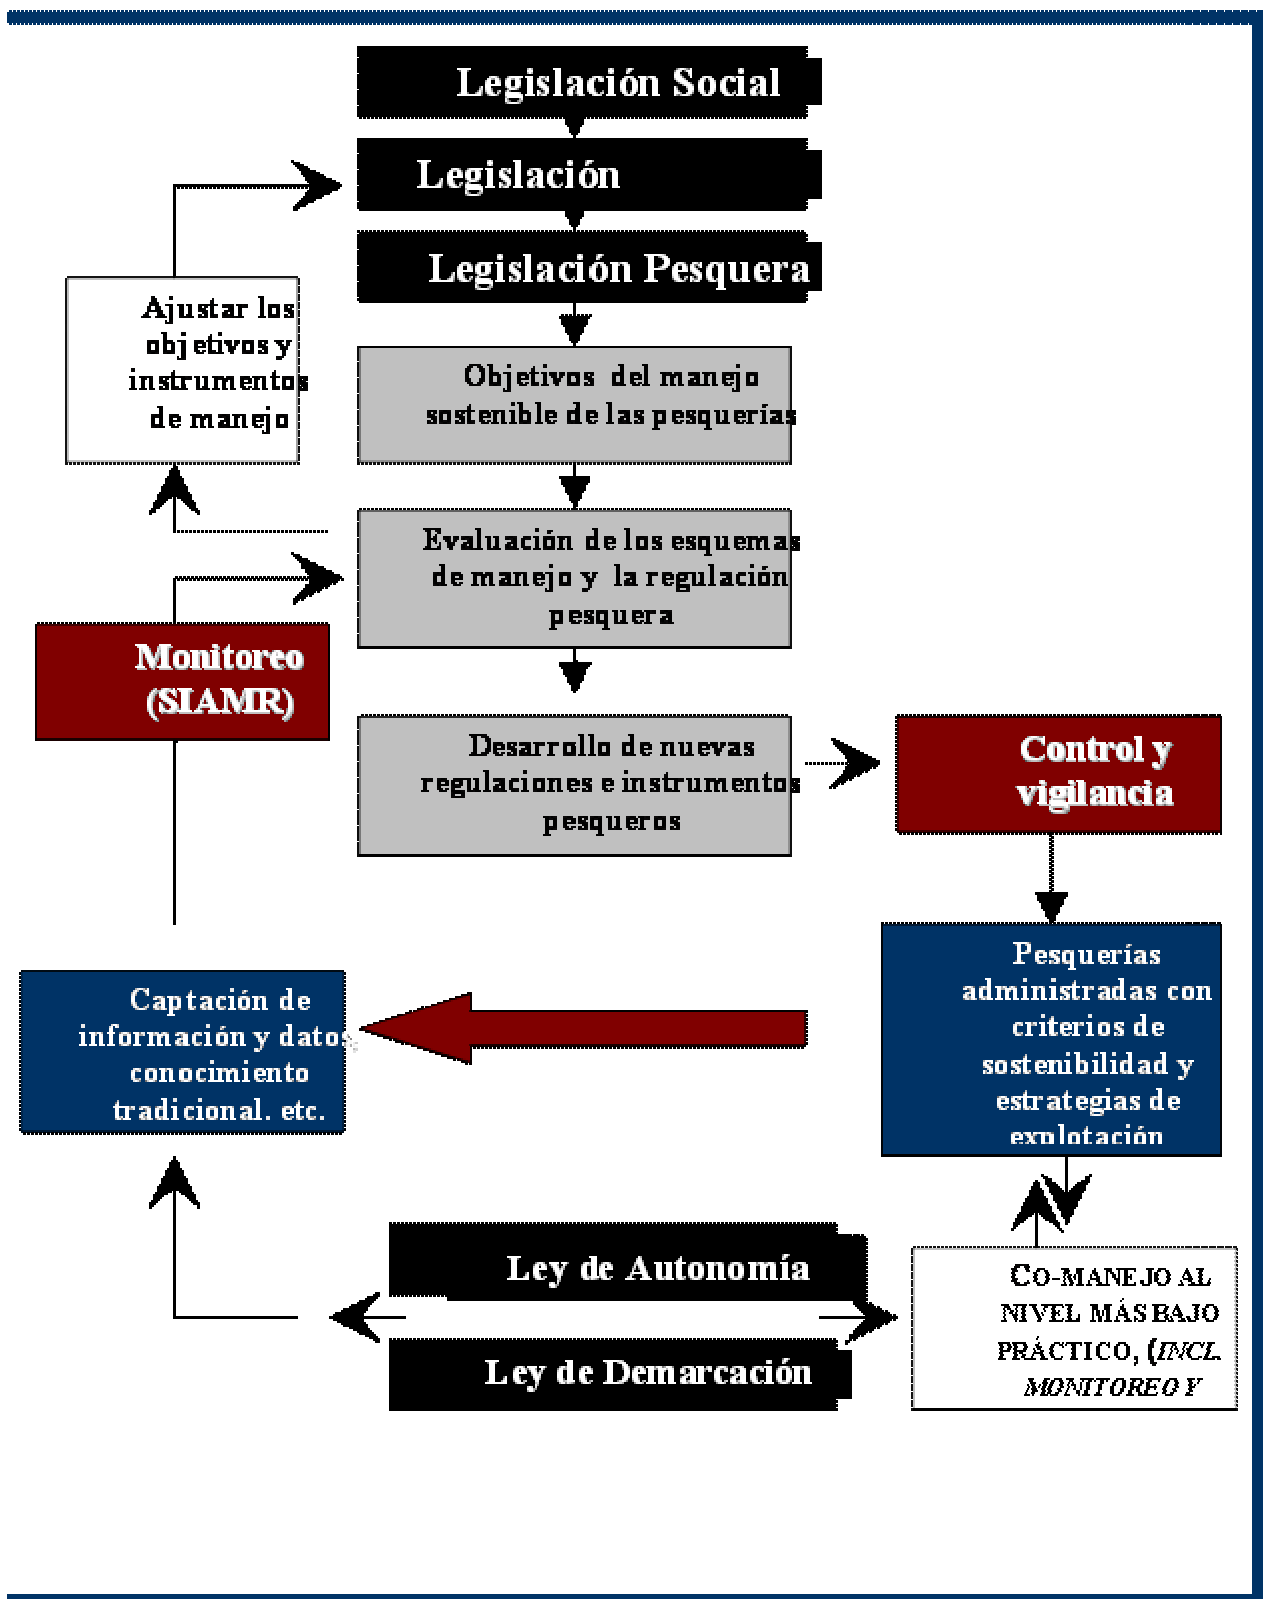 Legislación Social
Legislación
Legislación Pesquera
Ajustar los
objetivos y
instrumentos
de manejo
Objetivos del manejo
sostenible de las pesquerías
Evaluación de los esquemas
de manejo y la regulación
pesquera
Monitoreo
(SIAMR)
Desarrollo de nuevas
regulaciones e instrumentos
pesqueros
Control y
vigilancia
Pesquerías
administradas con
criterios de
sostenibilidad y
estrategias de
explotación
Captación de
información y datos,
conocimiento
tradicional. etc.
Ley de Autonomía
Ley de Demarcación
CO-MANEJO AL
NIVEL MÁS BAJO
PRÁCTICO, (INCL.
MONITOREO Y